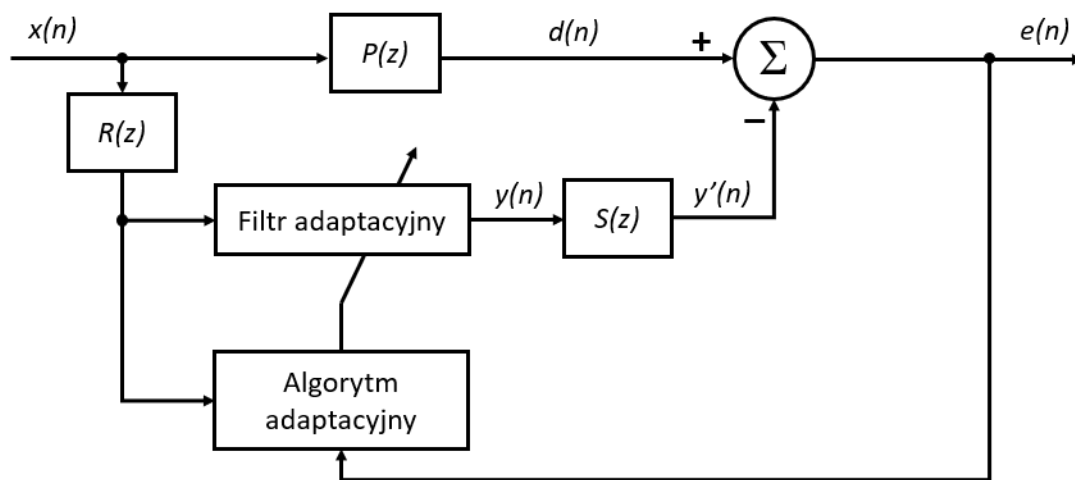 x(n)
P(z)
d(n)
+
Σ
e(n)
R(z)
−
Filtr adaptacyjny
y(n)
S(z)
y’(n)
Algorytm
adaptacyjny